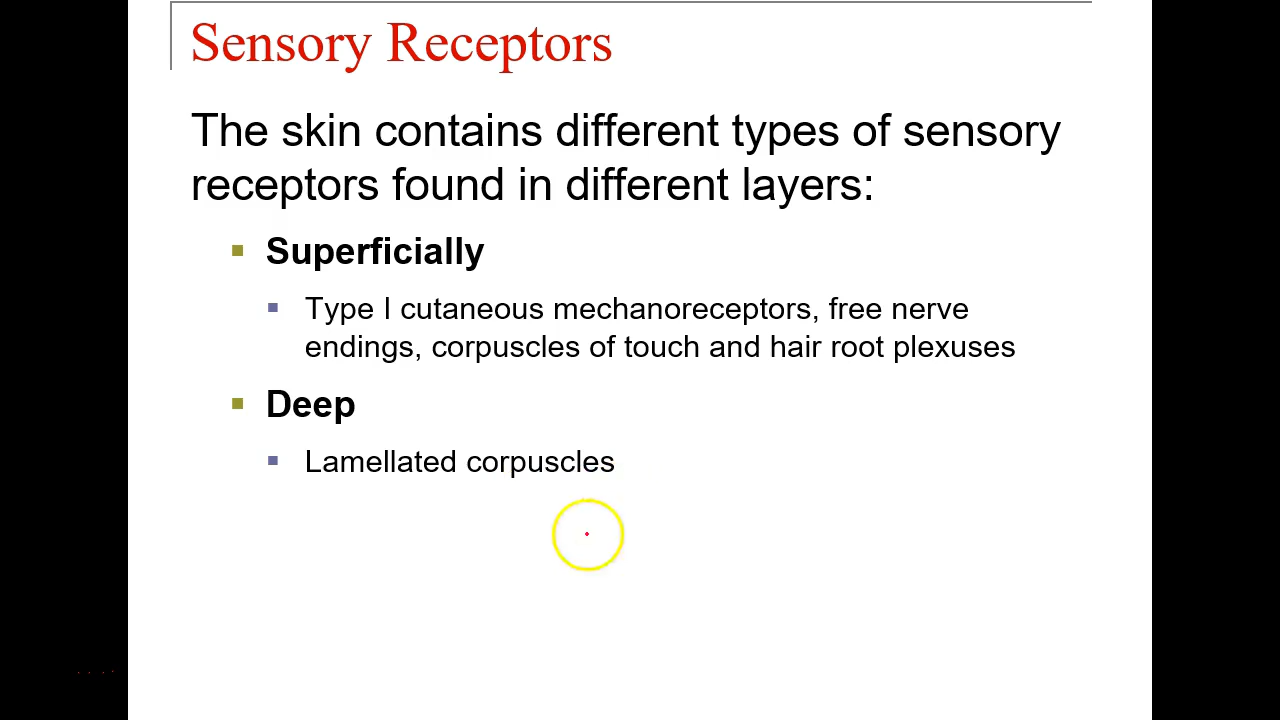 Sensory Receptors
The skin contains different types of sensory
receptors found in different layers:
Superficially
Type I cutaneous mechanoreceptors, free nerve
endings, corpuscles of touch and hair root plexuses
Deep
Lamellated corpuscles